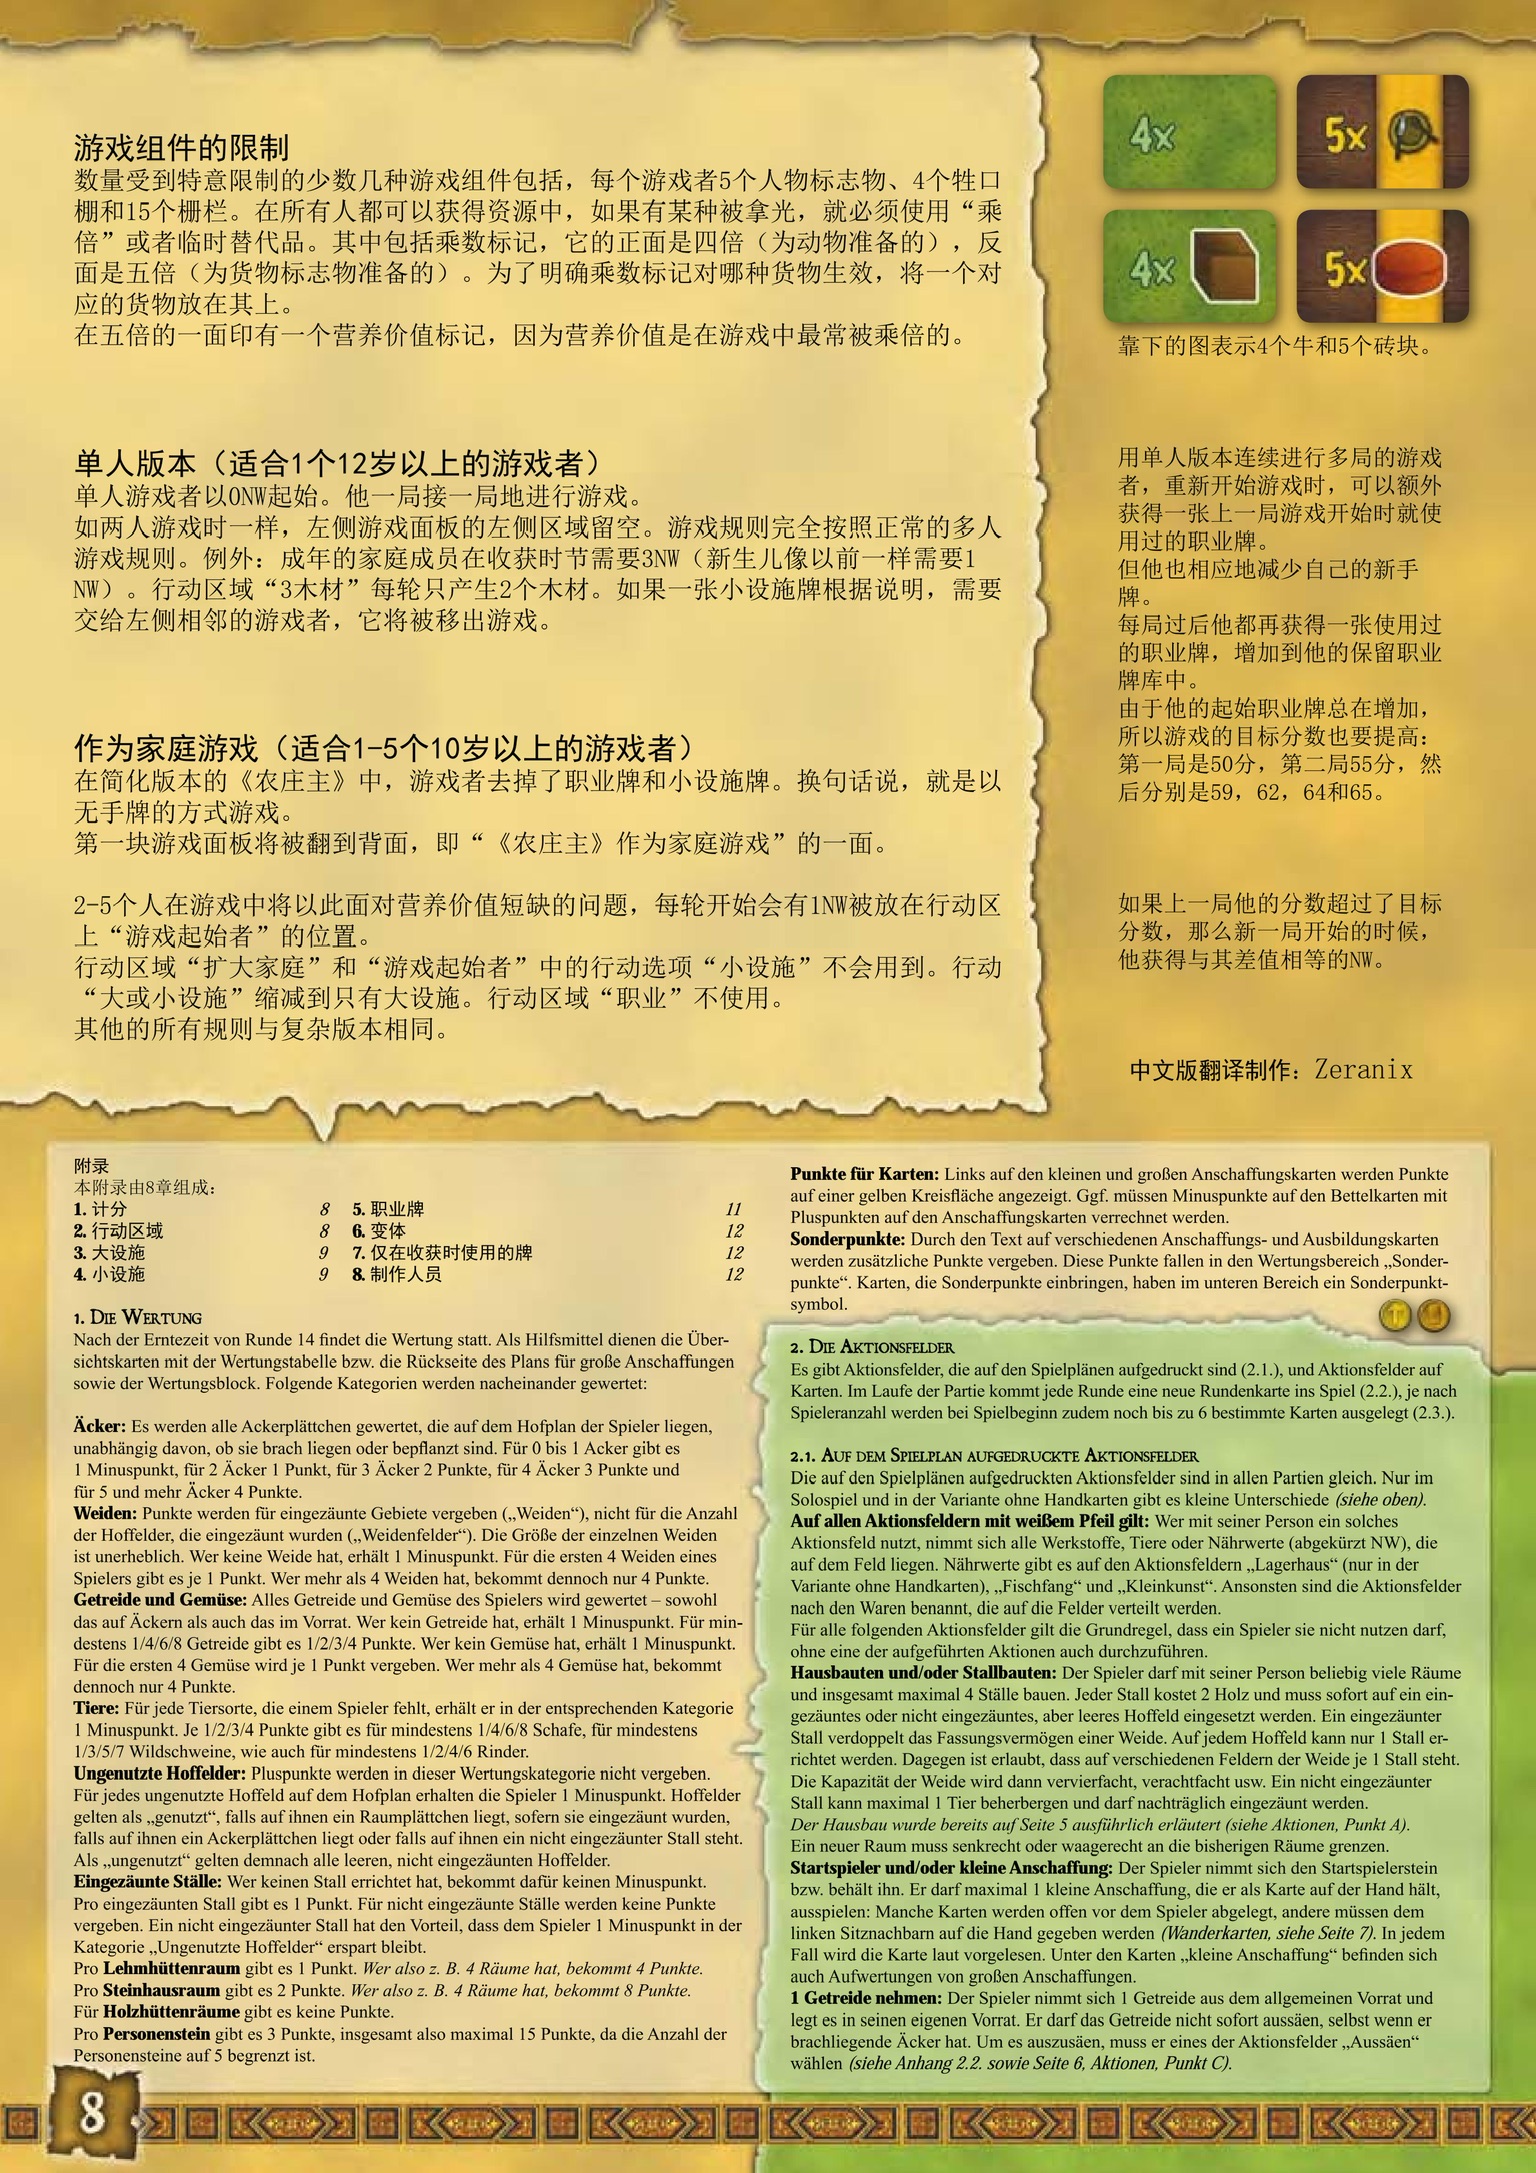 游戏组件的限制
数量受到特意限制的少数几种游戏组件包括，每个游戏者5个人物标志物、4个牲口
棚和15个栅栏。在所有人都可以获得资源中，如果有某种被拿光，就必须使用“乘
倍”或者临时替代品。其中包括乘数标记，它的正面是四倍（为动物准备的），反
面是五倍（为货物标志物准备的）。为了明确乘数标记对哪种货物生效，将一个对
应的货物放在其上。
在五倍的一面印有一个营养价值标记，因为营养价值是在游戏中最常被乘倍的。
4x
5x
4x
5x
靠下的图表示4个牛和5个砖块。
单人版本（适合1个12岁以上的游戏者）
单人游戏者以0NW起始。他一局接一局地进行游戏。
如两人游戏时一样，左侧游戏面板的左侧区域留空。游戏规则完全按照正常的多人
游戏规则。例外：成年的家庭成员在收获时节需要3NW（新生儿像以前一样需要1
NW）。行动区域“3木材”每轮只产生2个木材。如果一张小设施牌根据说明，需要
交给左侧相邻的游戏者，它将被移出游戏。
作为家庭游戏（适合1-5个10岁以上的游戏者）
在简化版本的《农庄主》中，游戏者去掉了职业牌和小设施牌。换句话说，就是以
无手牌的方式游戏。
第一块游戏面板将被翻到背面，即“《农庄主》作为家庭游戏”的一面。
2-5个人在游戏中将以此面对营养价值短缺的问题，每轮开始会有1NW被放在行动区
上“游戏起始者”的位置。
行动区域“扩大家庭”和“游戏起始者”中的行动选项“小设施”不会用到。行动
“大或小设施”缩减到只有大设施。行动区域“职业”不使用。
其他的所有规则与复杂版本相同。
用单人版本连续进行多局的游戏
者，重新开始游戏时，可以额外
获得一张上一局游戏开始时就使
用过的职业牌。
但他也相应地减少自己的新手
牌。
每局过后他都再获得一张使用过
的职业牌，增加到他的保留职业
牌库中。
由于他的起始职业牌总在增加，
所以游戏的目标分数也要提高：
第一局是50分，第二局55分，然
后分别是59，62，64和65。
如果上一局他的分数超过了目标
分数，那么新一局开始的时候，
他获得与其差值相等的NW。
中文版翻译制作：Zeranix
附录
本附录由8章组成：
1. 计分 8 5. 职业牌 11
2. 行动区域 8 6. 变体 12
3. 大设施 9 7. 仅在收获时使用的牌 12
4. 小设施 9 8. 制作人员 12
1. Die Wertung
Nach der Erntezeit von Runde 14 findet die Wertung statt. Als Hilfsmittel dienen die Über-
sichtskarten mit der Wertungstabelle bzw. die Rückseite des Plans für große Anschaffungen
sowie der Wertungsblock. Folgende Kategorien werden nacheinander gewertet:
Äcker: Es werden alle Ackerplättchen gewertet, die auf dem Hofplan der Spieler liegen,
unabhängig davon, ob sie brach liegen oder bepflanzt sind. Für 0 bis 1 Acker gibt es
1 Minuspunkt, für 2 Äcker 1 Punkt, für 3 Äcker 2 Punkte, für 4 Äcker 3 Punkte und
für 5 und mehr Äcker 4 Punkte.
Weiden: Punkte werden für eingezäunte Gebiete vergeben („Weiden“), nicht für die Anzahl
der Hoffelder, die eingezäunt wurden („Weidenfelder“). Die Größe der einzelnen Weiden
ist unerheblich. Wer keine Weide hat, erhält 1 Minuspunkt. Für die ersten 4 Weiden eines
Spielers gibt es je 1 Punkt. Wer mehr als 4 Weiden hat, bekommt dennoch nur 4 Punkte.
Getreide und Gemüse: Alles Getreide und Gemüse des Spielers wird gewertet – sowohl
das auf Äckern als auch das im Vorrat. Wer kein Getreide hat, erhält 1 Minuspunkt. Für min-
destens 1/4/6/8 Getreide gibt es 1/2/3/4 Punkte. Wer kein Gemüse hat, erhält 1 Minuspunkt.
Für die ersten 4 Gemüse wird je 1 Punkt vergeben. Wer mehr als 4 Gemüse hat, bekommt
dennoch nur 4 Punkte.
Tiere: Für jede Tiersorte, die einem Spieler fehlt, erhält er in der entsprechenden Kategorie
1 Minuspunkt. Je 1/2/3/4 Punkte gibt es für mindestens 1/4/6/8 Schafe, für mindestens
1/3/5/7 Wildschweine, wie auch für mindestens 1/2/4/6 Rinder.
Ungenutzte Hoffelder: Pluspunkte werden in dieser Wertungskategorie nicht vergeben.
Für jedes ungenutzte Hoffeld auf dem Hofplan erhalten die Spieler 1 Minuspunkt. Hoffelder
gelten als „genutzt“, falls auf ihnen ein Raumplättchen liegt, sofern sie eingezäunt wurden,
falls auf ihnen ein Ackerplättchen liegt oder falls auf ihnen ein nicht eingezäunter Stall steht.
Als „ungenutzt“ gelten demnach alle leeren, nicht eingezäunten Hoffelder.
Eingezäunte Ställe: Wer keinen Stall errichtet hat, bekommt dafür keinen Minuspunkt.
Pro eingezäunten Stall gibt es 1 Punkt. Für nicht eingezäunte Ställe werden keine Punkte
vergeben. Ein nicht eingezäunter Stall hat den Vorteil, dass dem Spieler 1 Minuspunkt in der
Kategorie „Ungenutzte Hoffelder“ erspart bleibt.
Pro Lehmhüttenraum gibt es 1 Punkt. Wer also z. B. 4 Räume hat, bekommt 4 Punkte.
Pro Steinhausraum gibt es 2 Punkte. Wer also z. B. 4 Räume hat, bekommt 8 Punkte.
Für Holzhüttenräume gibt es keine Punkte.
Pro Personenstein gibt es 3 Punkte, insgesamt also maximal 15 Punkte, da die Anzahl der
Personensteine auf 5 begrenzt ist.
Punkte für Karten: Links auf den kleinen und großen Anschaffungskarten werden Punkte
auf einer gelben Kreisfläche angezeigt. Ggf. müssen Minuspunkte auf den Bettelkarten mit
Pluspunkten auf den Anschaffungskarten verrechnet werden.
Sonderpunkte: Durch den Text auf verschiedenen Anschaffungs- und Ausbildungskarten
werden zusätzliche Punkte vergeben. Diese Punkte fallen in den Wertungsbereich „Sonder-
punkte“. Karten, die Sonderpunkte einbringen, haben im unteren Bereich ein Sonderpunkt-
symbol.
2. Die Aktionsfelder
Es gibt Aktionsfelder, die auf den Spielplänen aufgedruckt sind (2.1.), und Aktionsfelder auf
Karten. Im Laufe der Partie kommt jede Runde eine neue Rundenkarte ins Spiel (2.2.), je nach
Spieleranzahl werden bei Spielbeginn zudem noch bis zu 6 bestimmte Karten ausgelegt (2.3.).
2.1. Auf dem Spielplan aufgedruckte Aktionsfelder
Die auf den Spielplänen aufgedruckten Aktionsfelder sind in allen Partien gleich. Nur im
Solospiel und in der Variante ohne Handkarten gibt es kleine Unterschiede (siehe oben).
Auf allen Aktionsfeldern mit weißem Pfeil gilt: Wer mit seiner Person ein solches
Aktionsfeld nutzt, nimmt sich alle Werkstoffe, Tiere oder Nährwerte (abgekürzt NW), die
auf dem Feld liegen. Nährwerte gibt es auf den Aktionsfeldern „Lagerhaus“ (nur in der
Variante ohne Handkarten), „Fischfang“ und „Kleinkunst“. Ansonsten sind die Aktionsfelder
nach den Waren benannt, die auf die Felder verteilt werden.
Für alle folgenden Aktionsfelder gilt die Grundregel, dass ein Spieler sie nicht nutzen darf,
ohne eine der aufgeführten Aktionen auch durchzuführen.
Hausbauten und/oder Stallbauten: Der Spieler darf mit seiner Person beliebig viele Räume
und insgesamt maximal 4 Ställe bauen. Jeder Stall kostet 2 Holz und muss sofort auf ein ein-
gezäuntes oder nicht eingezäuntes, aber leeres Hoffeld eingesetzt werden. Ein eingezäunter
Stall verdoppelt das Fassungsvermögen einer Weide. Auf jedem Hoffeld kann nur 1 Stall er-
richtet werden. Dagegen ist erlaubt, dass auf verschiedenen Feldern der Weide je 1 Stall steht.
Die Kapazität der Weide wird dann vervierfacht, verachtfacht usw. Ein nicht eingezäunter
Stall kann maximal 1 Tier beherbergen und darf nachträglich eingezäunt werden.
Der Hausbau wurde bereits auf Seite 5 ausführlich erläutert (siehe Aktionen, Punkt A).
Ein neuer Raum muss senkrecht oder waagerecht an die bisherigen Räume grenzen.
Startspieler und/oder kleine Anschaffung: Der Spieler nimmt sich den Startspielerstein
bzw. behält ihn. Er darf maximal 1 kleine Anschaffung, die er als Karte auf der Hand hält,
ausspielen: Manche Karten werden offen vor dem Spieler abgelegt, andere müssen dem
linken Sitznachbarn auf die Hand gegeben werden (Wanderkarten, siehe Seite 7). In jedem
Fall wird die Karte laut vorgelesen. Unter den Karten „kleine Anschaffung“ befinden sich
auch Aufwertungen von großen Anschaffungen.
1 Getreide nehmen: Der Spieler nimmt sich 1 Getreide aus dem allgemeinen Vorrat und
legt es in seinen eigenen Vorrat. Er darf das Getreide nicht sofort aussäen, selbst wenn er
brachliegende Äcker hat. Um es auszusäen, muss er eines der Aktionsfelder „Aussäen“
wählen (siehe Anhang 2.2. sowie Seite 6, Aktionen, Punkt C).
8